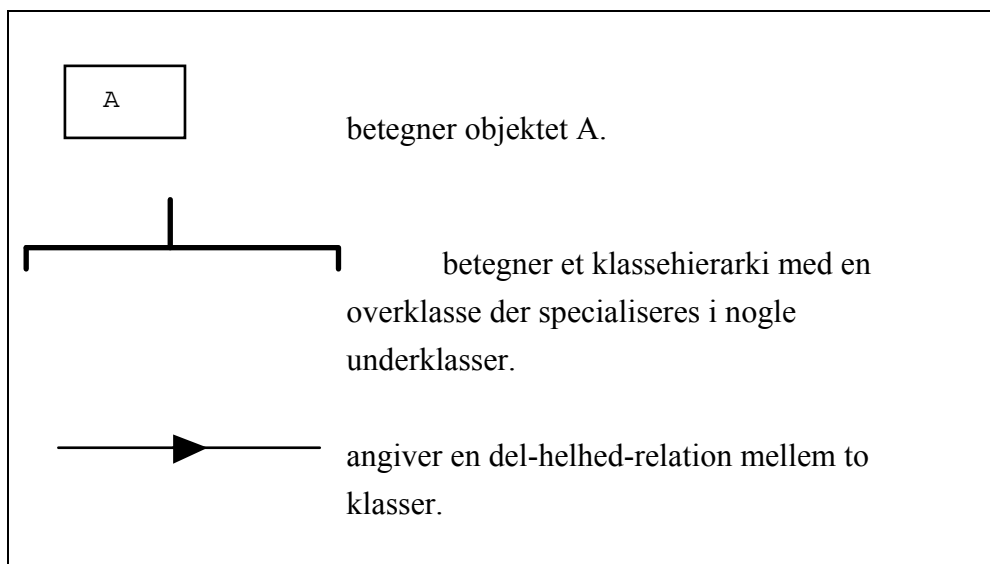 A
betegner objektet A.
betegner et klassehierarki med en
overklasse der specialiseres i nogle
underklasser.
angiver en del-helhed-relation mellem to
klasser.